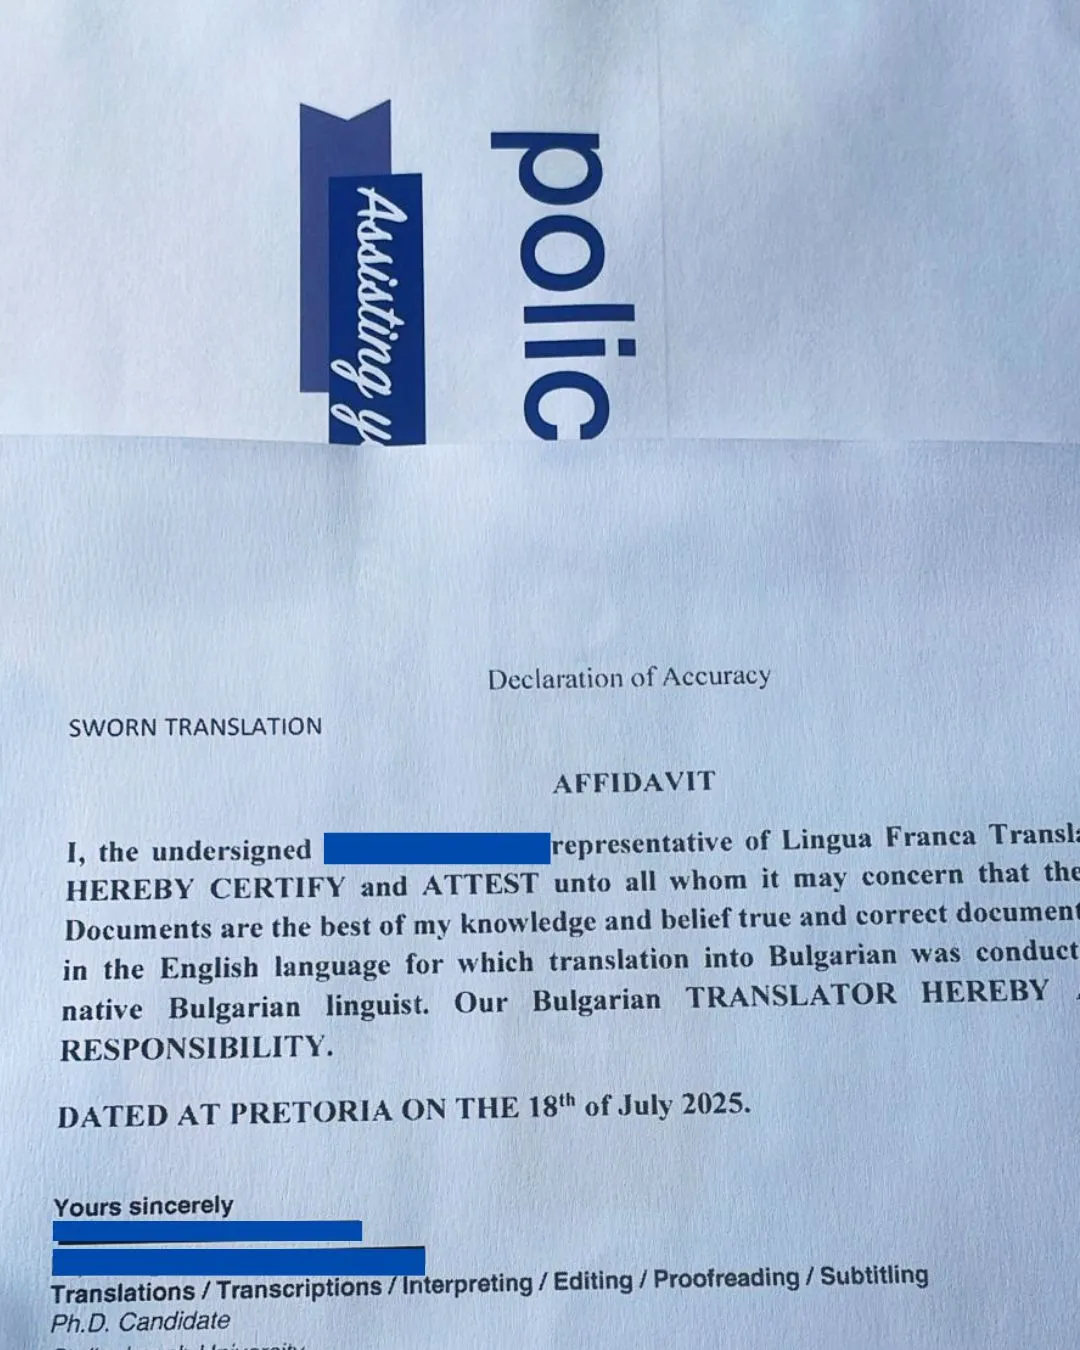 polic
Assisting y
Declaration of Accuracy
SWORN TRANSLATION
AFFIDAVIT
I, the undersigned representative of Lingua Franca
HEREBY CERTIFY and ATTEST unto all whom it may concern that the
Documents are the best of my knowledge and belief true and correct document
in the English language for which translation into Bulgarian was conduct
native Bulgarian linguist. Our Bulgarian TRANSLATOR HEREBY
RESPONSIBILITY.
DATED AT PRETORIA ON THE 18th of July 2025.
Yours sincerely
Translations / Transcriptions / Interpreting / Editing / Proofreading / Subtitling
Ph.D. Candidate